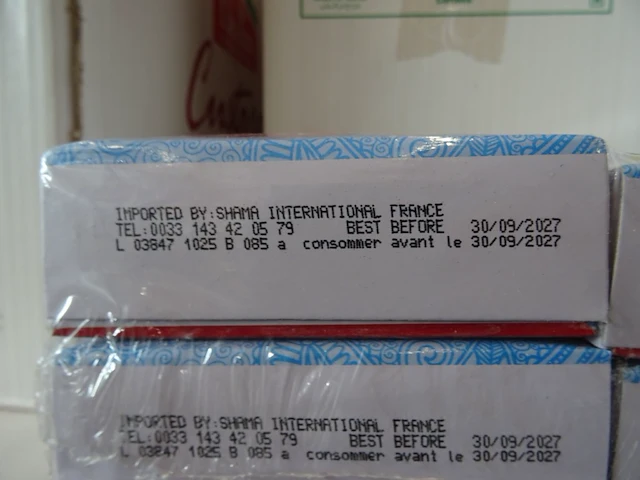 IMPORTED BY:SHAMA INTERNATIONAL FRANCE
TEL:0033 143 42 05 79 BEST BEFORE 30/09/2027
L 03847 1025 B 085 a consommer avant le 30/09/2027
IMPORTED BY:SHAMA INTERNATIONAL FRANCE
TEL:0033 143 42 05 79 BEST BEFORE 30/09/2027
L 03847 1025 B 085 a consommer avant le 30/09/2027